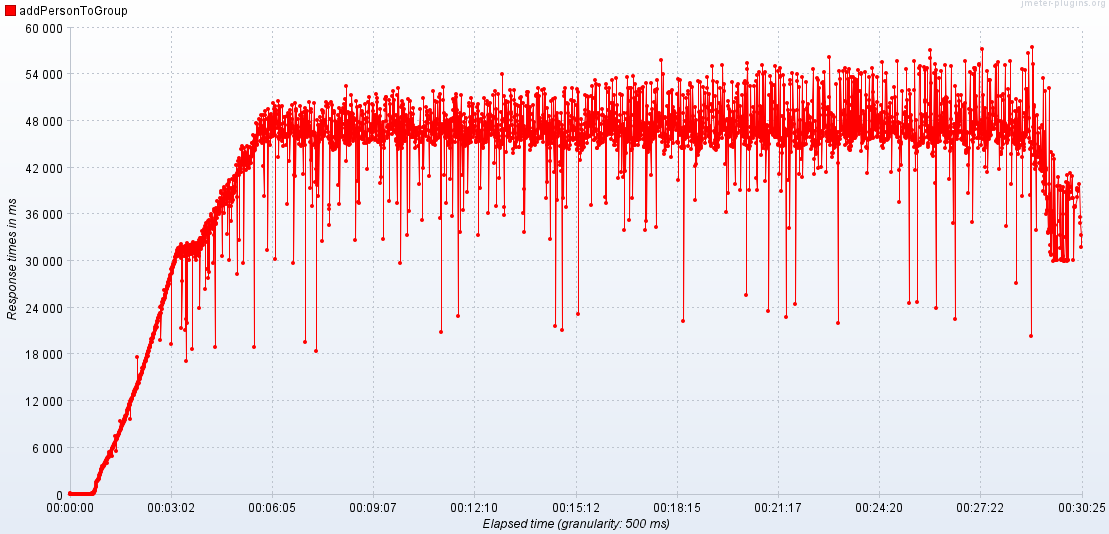 addPersonToGroup
jmeter-plugins.org
60 000
54 000
48 000
42 000
36 000
30 000
24 000
18 000
12 000
6 000
0
Response times in ms
00:00:00 00:03:02 00:06:05 00:09:07 00:12:10 00:15:12 00:18:15 00:21:17 00:24:20 00:27:22 00:30:25
Elapsed time (granularity: 500 ms)